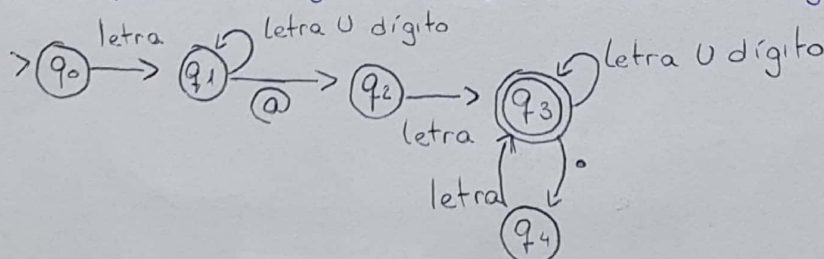 letra letra U dígito
> q0 q1 @ q2 q3 letra U dígito
letra
letra .
q4